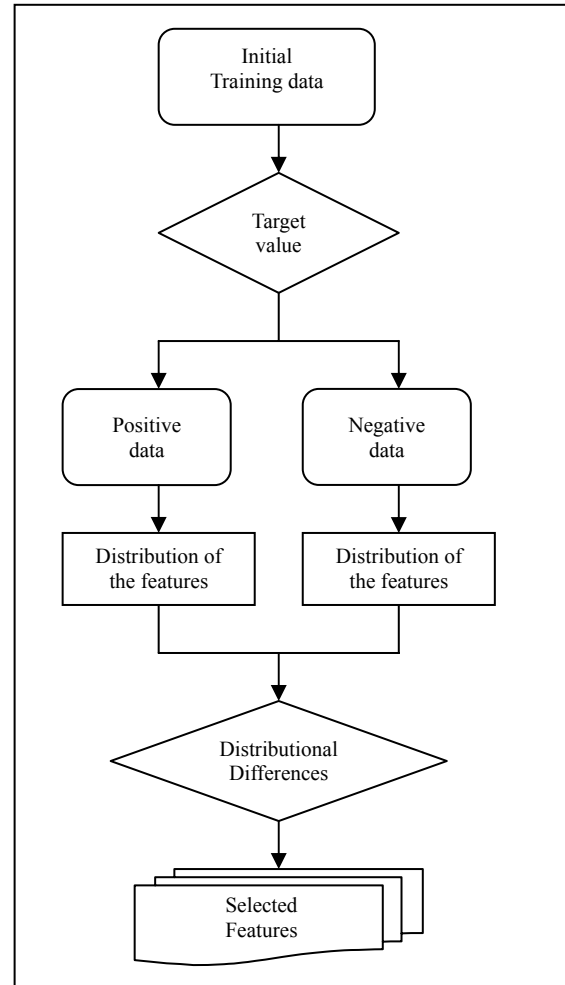 Initial
Training data
Target
value
Positive
data
Negative
data
Distribution of
the features
Distribution of
the features
Distributional
Differences
Selected
Features